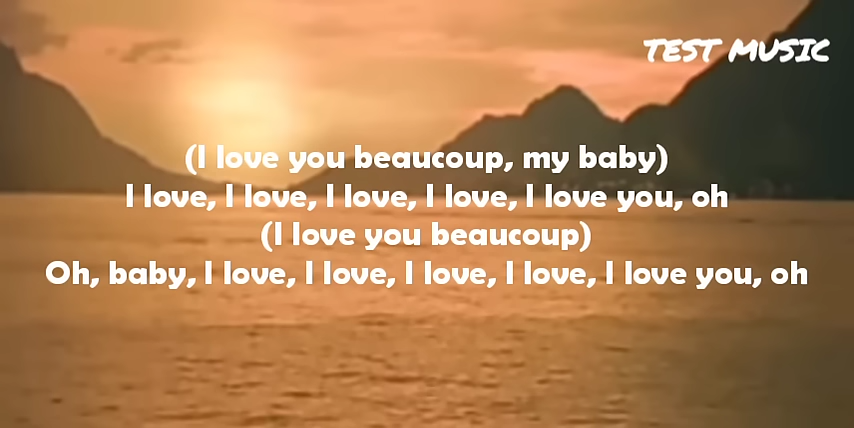 TEST MUSIC
(I love you beaucoup, my baby)
I love, I love, I love, I love, I love you, oh
(I love you beaucoup)
Oh, baby, I love, I love, I love, I love, I love you, oh